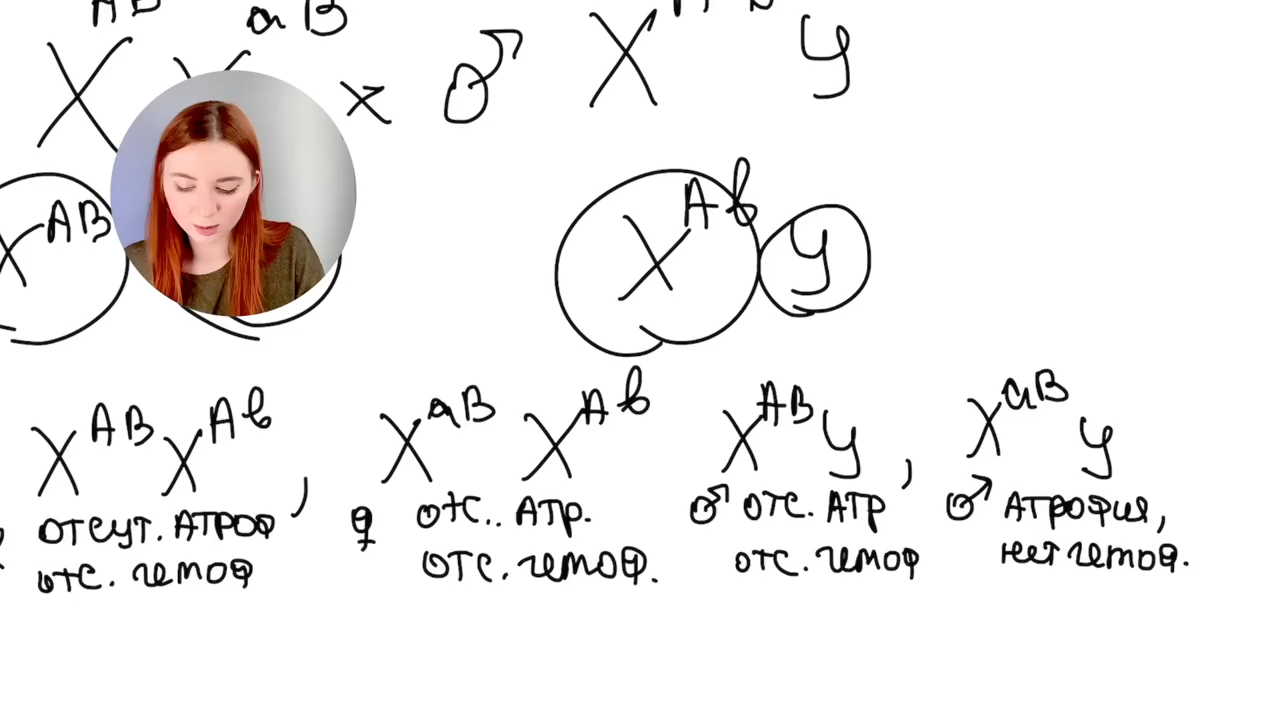 AB aB
X X x ♂ X У
X AB X Ab У
X AB X Ab , X aB X Ab X AB У , X aB У
отсут. атроф ♀ отс.. атр. ♂ отс. атр ♂ атрофия,
отс. гемоф отс. гемоф. отс. гемоф нет гемоф.